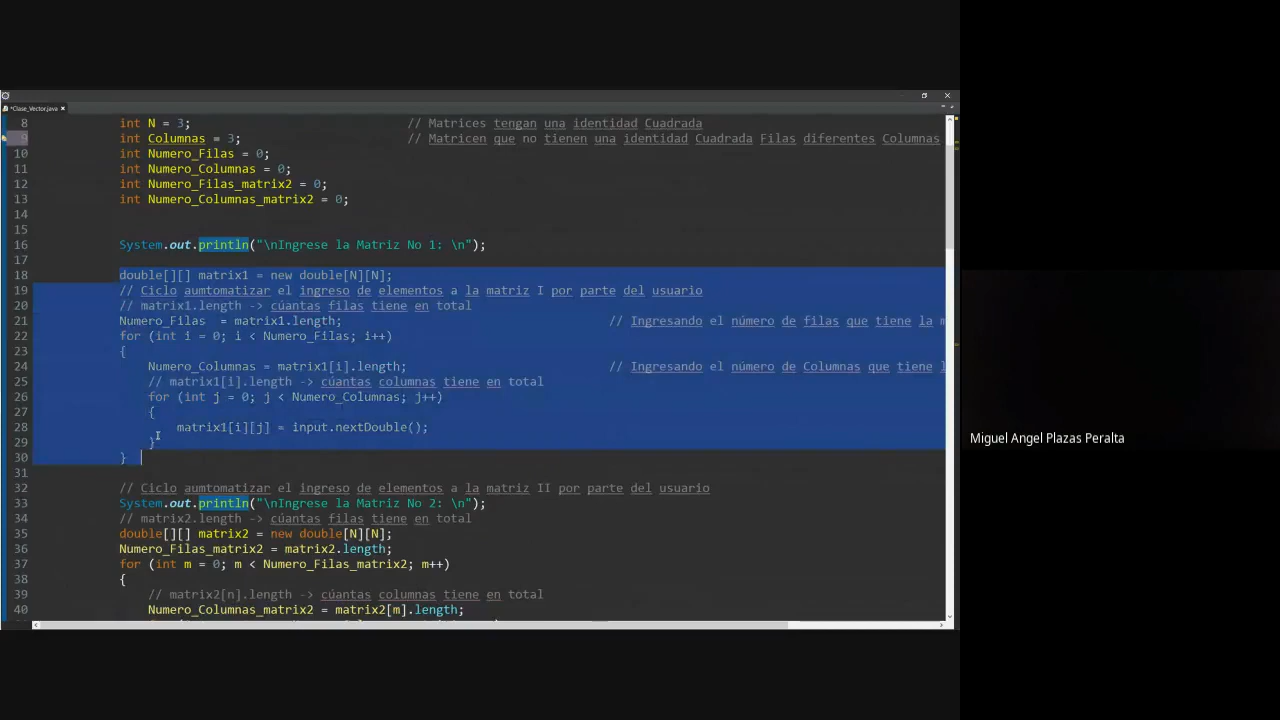 *Clase_Vector.java
8 int N = 3; // Matrices tengan una identidad Cuadrada
9 int Columnas = 3; // Matricen que no tienen una identidad Cuadrada Filas diferentes Columnas
10 int Numero_Filas = 0;
11 int Numero_Columnas = 0;
12 int Numero_Filas_matrix2 = 0;
13 int Numero_Columnas_matrix2 = 0;
14
15
16 System.out.println("\nIngrese la Matriz No 1: \n");
17
18 double[][] matrix1 = new double[N][N];
19 // Ciclo aumtomatizar el ingreso de elementos a la matriz I por parte del usuario
20 // matrix1.length -> cúantas filas tiene en total
21 Numero_Filas = matrix1.length; // Ingresando el número de filas que tiene la m
22 for (int i = 0; i < Numero_Filas; i++)
23 {
24 Numero_Columnas = matrix1[i].length; // Ingresando el número de Columnas que tiene l
25 // matrix1[i].length -> cúantas columnas tiene en total
26 for (int j = 0; j < Numero_Columnas; j++)
27 {
28 matrix1[i][j] = input.nextDouble();
29 }
30 }
31
32 // Ciclo aumtomatizar el ingreso de elementos a la matriz II por parte del usuario
33 System.out.println("\nIngrese la Matriz No 2: \n");
34 // matrix2.length -> cúantas filas tiene en total
35 double[][] matrix2 = new double[N][N];
36 Numero_Filas_matrix2 = matrix2.length;
37 for (int m = 0; m < Numero_Filas_matrix2; m++)
38 {
39 // matrix2[n].length -> cúantas columnas tiene en total
40 Numero_Columnas_matrix2 = matrix2[m].length;
Miguel Angel Plazas Peralta